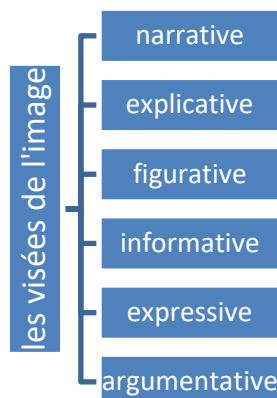 les visées de l'image
narrative
explicative
figurative
informative
expressive
argumentative